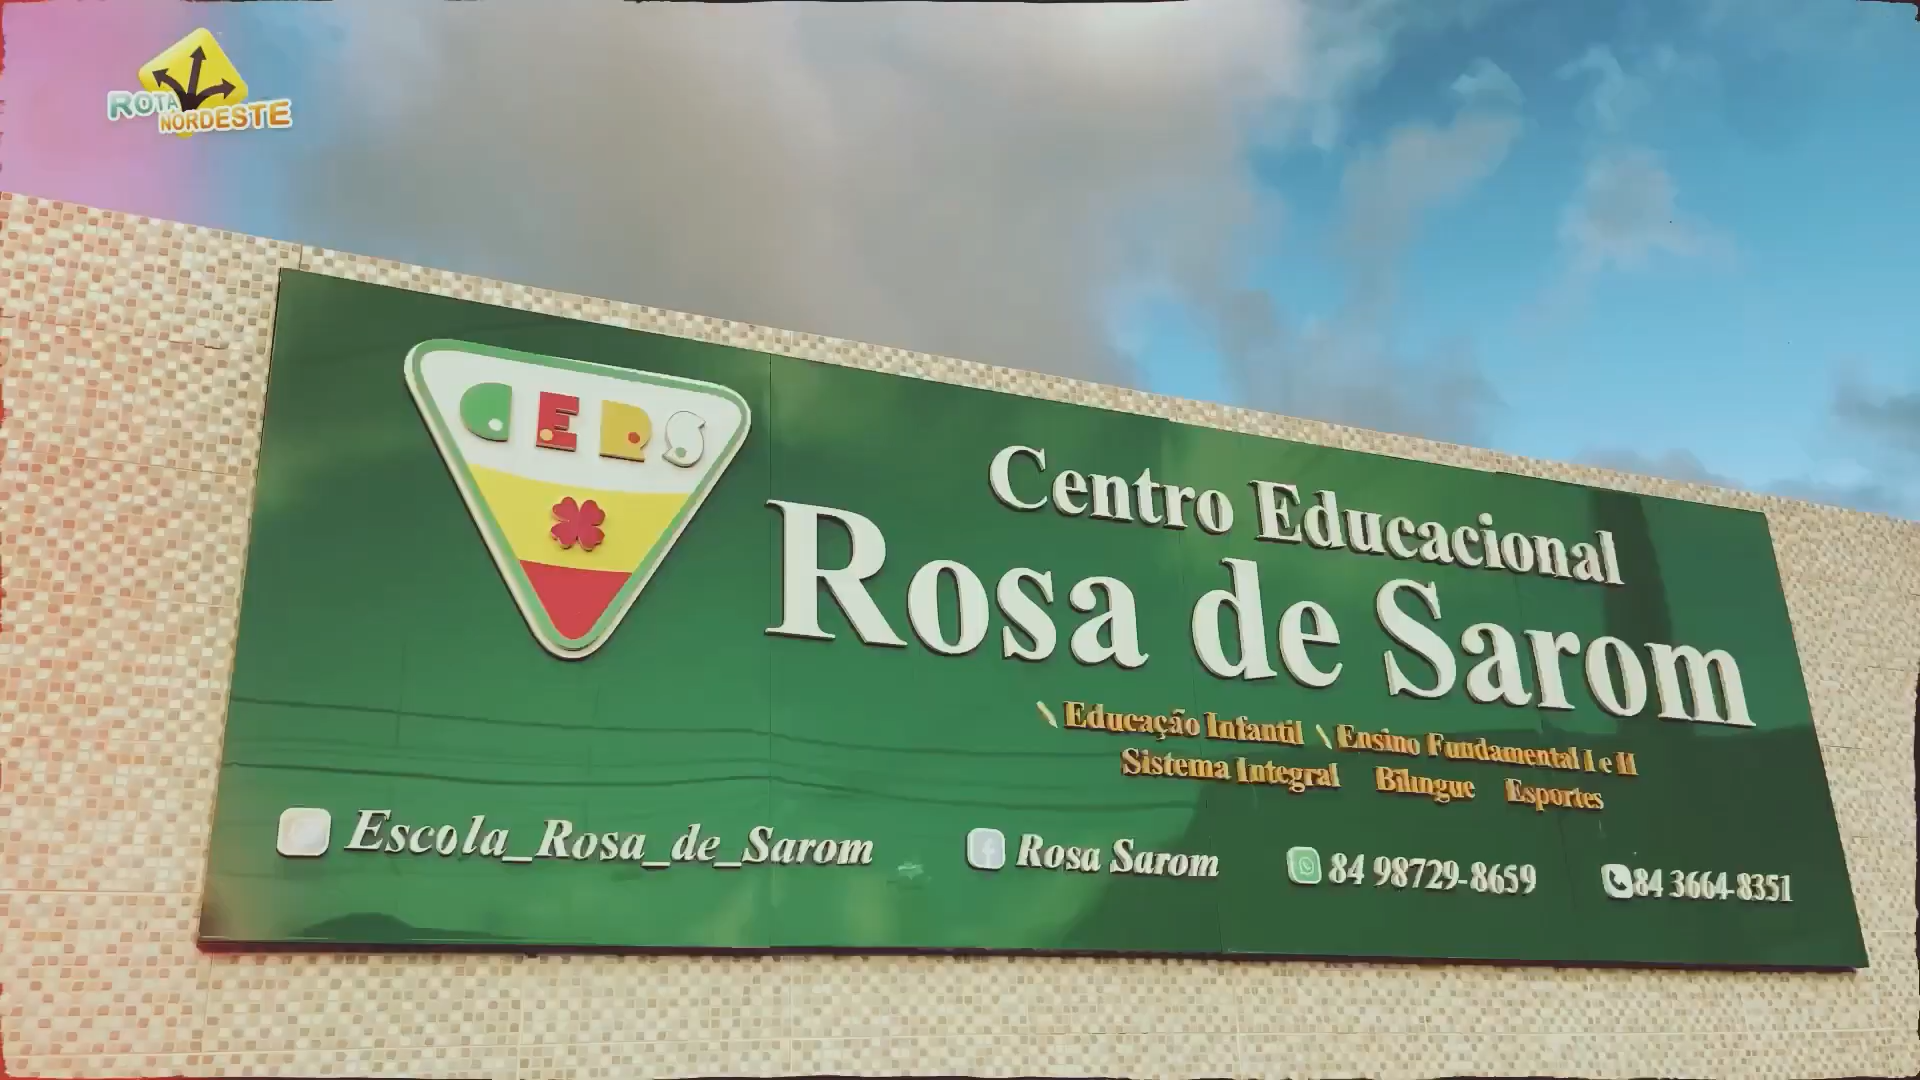 ROTA
NORDESTE
CERS
Centro Educacional
Rosa de Sarom
Educação Infantil \ Ensino Fundamental I e II
Sistema Integral Bilingue Esportes
Escola_Rosa_de_Sarom
Rosa Sarom
84 98729-8659
84 3664-8351